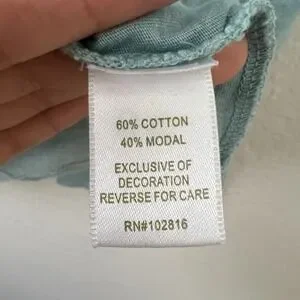 60% COTTON
40% MODAL
EXCLUSIVE OF
DECORATION
REVERSE FOR CARE
RN#102816